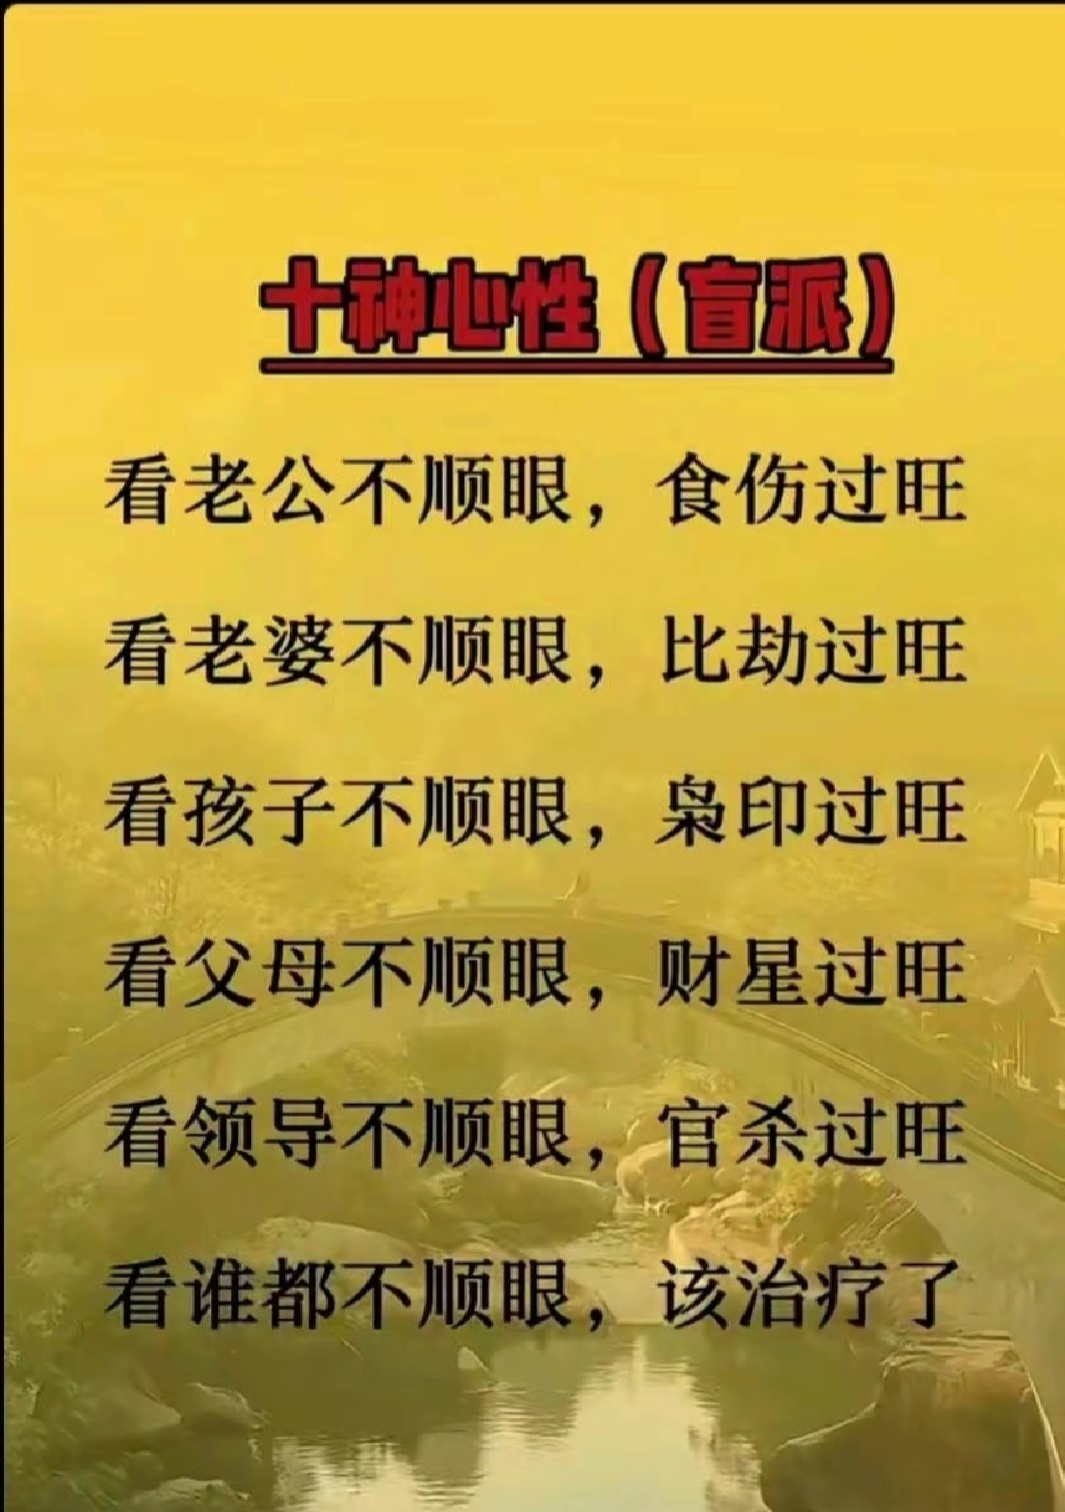 十神心性（盲派）
看老公不顺眼，食伤过旺
看老婆不顺眼，比劫过旺
看孩子不顺眼，枭印过旺
看父母不顺眼，财星过旺
看领导不顺眼，官杀过旺
看谁都不顺眼，该治疗了